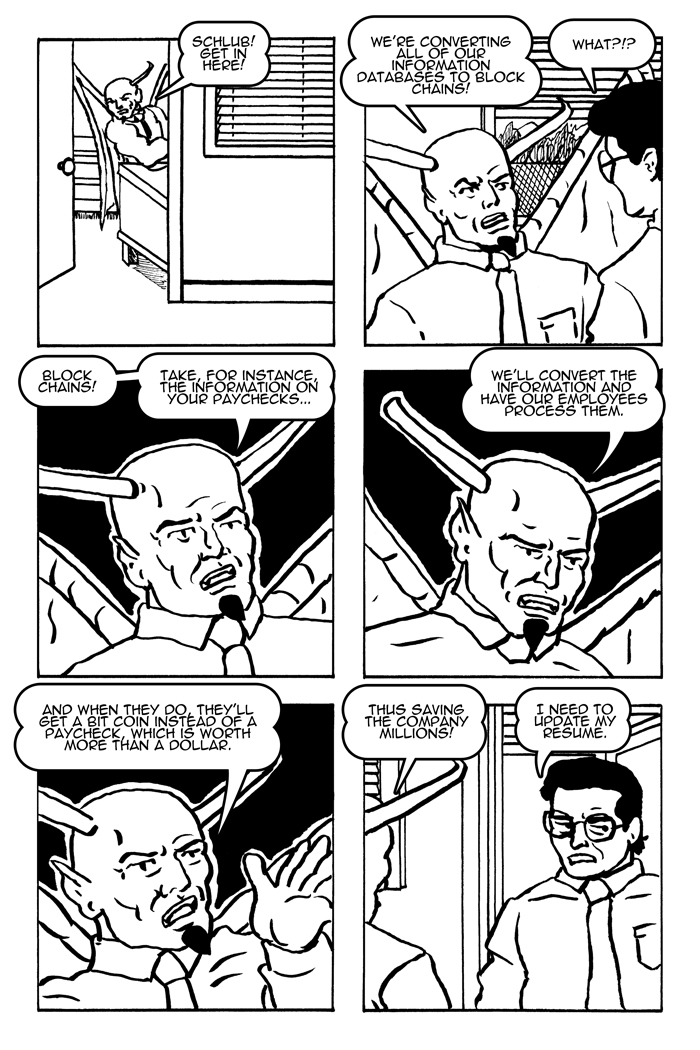 SCHLUB!
GET IN
HERE!
WE'RE CONVERTING
ALL OF OUR
INFORMATION
DATABASES TO BLOCK
CHAINS!
WHAT?!?
BLOCK
CHAINS!
TAKE, FOR INSTANCE,
THE INFORMATION ON
YOUR PAYCHECKS...
WE'LL CONVERT THE
INFORMATION AND
HAVE OUR EMPLOYEES
PROCESS THEM.
AND WHEN THEY DO, THEY'LL
GET A BIT COIN INSTEAD OF A
PAYCHECK, WHICH IS WORTH
MORE THAN A DOLLAR.
THUS SAVING
THE COMPANY
MILLIONS!
I NEED TO
UPDATE MY
RESUME.